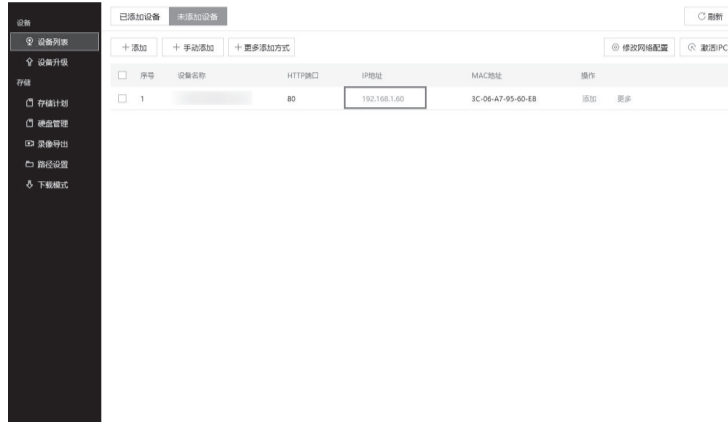 设备
设备列表
设备升级
存储
存储计划
硬盘管理
录像导出
路径设置
下载模式
已添加设备 未添加设备 刷新
+ 添加 + 手动添加 + 更多添加方式 修改网络配置 激活IPC
序号 设备名称 HTTP端口 IP地址 MAC地址 操作
1 80 192.168.1.60 3C-06-A7-95-60-E8 添加 更多